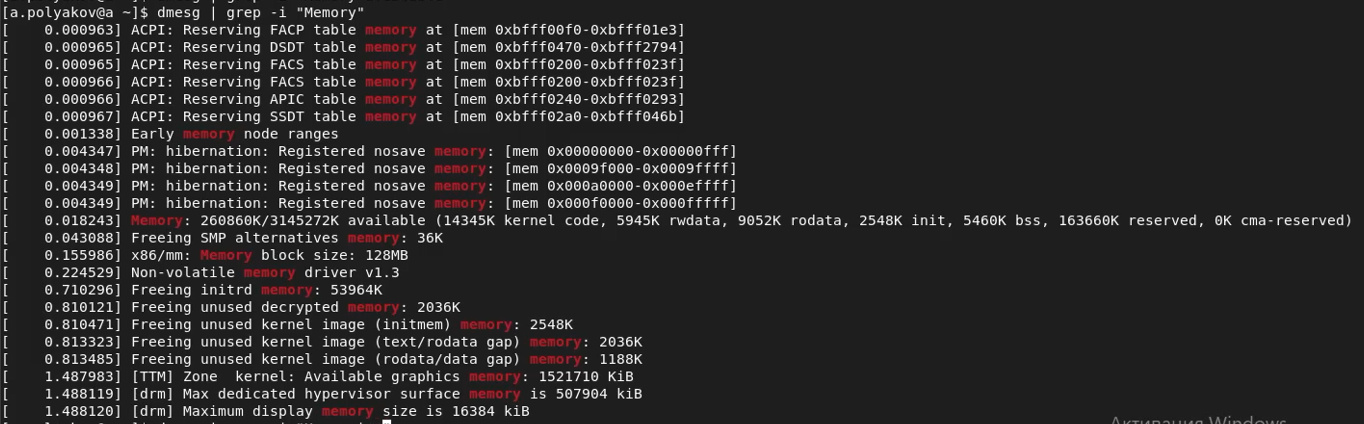 [a.polyakov@a ~]$ dmesg | grep -i "Memory"
[    0.000963] ACPI: Reserving FACP table memory at [mem 0xbfff00f0-0xbfff01e3]
[    0.000965] ACPI: Reserving DSDT table memory at [mem 0xbfff0470-0xbfff2794]
[    0.000965] ACPI: Reserving FACS table memory at [mem 0xbfff0200-0xbfff023f]
[    0.000966] ACPI: Reserving FACS table memory at [mem 0xbfff0200-0xbfff023f]
[    0.000966] ACPI: Reserving APIC table memory at [mem 0xbfff0240-0xbfff0293]
[    0.000967] ACPI: Reserving SSDT table memory at [mem 0xbfff02a0-0xbfff046b]
[    0.001338] Early memory node ranges
[    0.004347] PM: hibernation: Registered nosave memory: [mem 0x00000000-0x00000fff]
[    0.004348] PM: hibernation: Registered nosave memory: [mem 0x0009f000-0x0009ffff]
[    0.004349] PM: hibernation: Registered nosave memory: [mem 0x000a0000-0x000effff]
[    0.004349] PM: hibernation: Registered nosave memory: [mem 0x000f0000-0x000fffff]
[    0.018243] Memory: 260860K/3145272K available (14345K kernel code, 5945K rwdata, 9052K rodata, 2548K init, 5460K bss, 163660K reserved, 0K cma-reserved)
[    0.043088] Freeing SMP alternatives memory: 36K
[    0.155986] x86/mm: Memory block size: 128MB
[    0.224529] Non-volatile memory driver v1.3
[    0.710296] Freeing initrd memory: 53964K
[    0.810121] Freeing unused decrypted memory: 2036K
[    0.810471] Freeing unused kernel image (initmem) memory: 2548K
[    0.813323] Freeing unused kernel image (text/rodata gap) memory: 2036K
[    0.813485] Freeing unused kernel image (rodata/data gap) memory: 1188K
[    1.487983] [TTM] Zone  kernel: Available graphics memory: 1521710 KiB
[    1.488119] [drm] Max dedicated hypervisor surface memory is 507904 kiB
[    1.488120] [drm] Maximum display memory size is 16384 kiB
Активация Windows